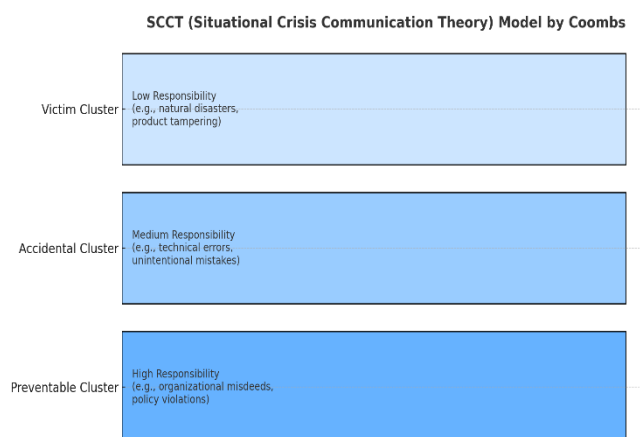 SCCT (Situational Crisis Communication Theory) Model by Coombs
Victim Cluster
Low Responsibility
(e.g., natural disasters,
product tampering)
Accidental Cluster
Medium Responsibility
(e.g., technical errors,
unintentional mistakes)
Preventable Cluster
High Responsibility
(e.g., organizational misdeeds,
policy violations)